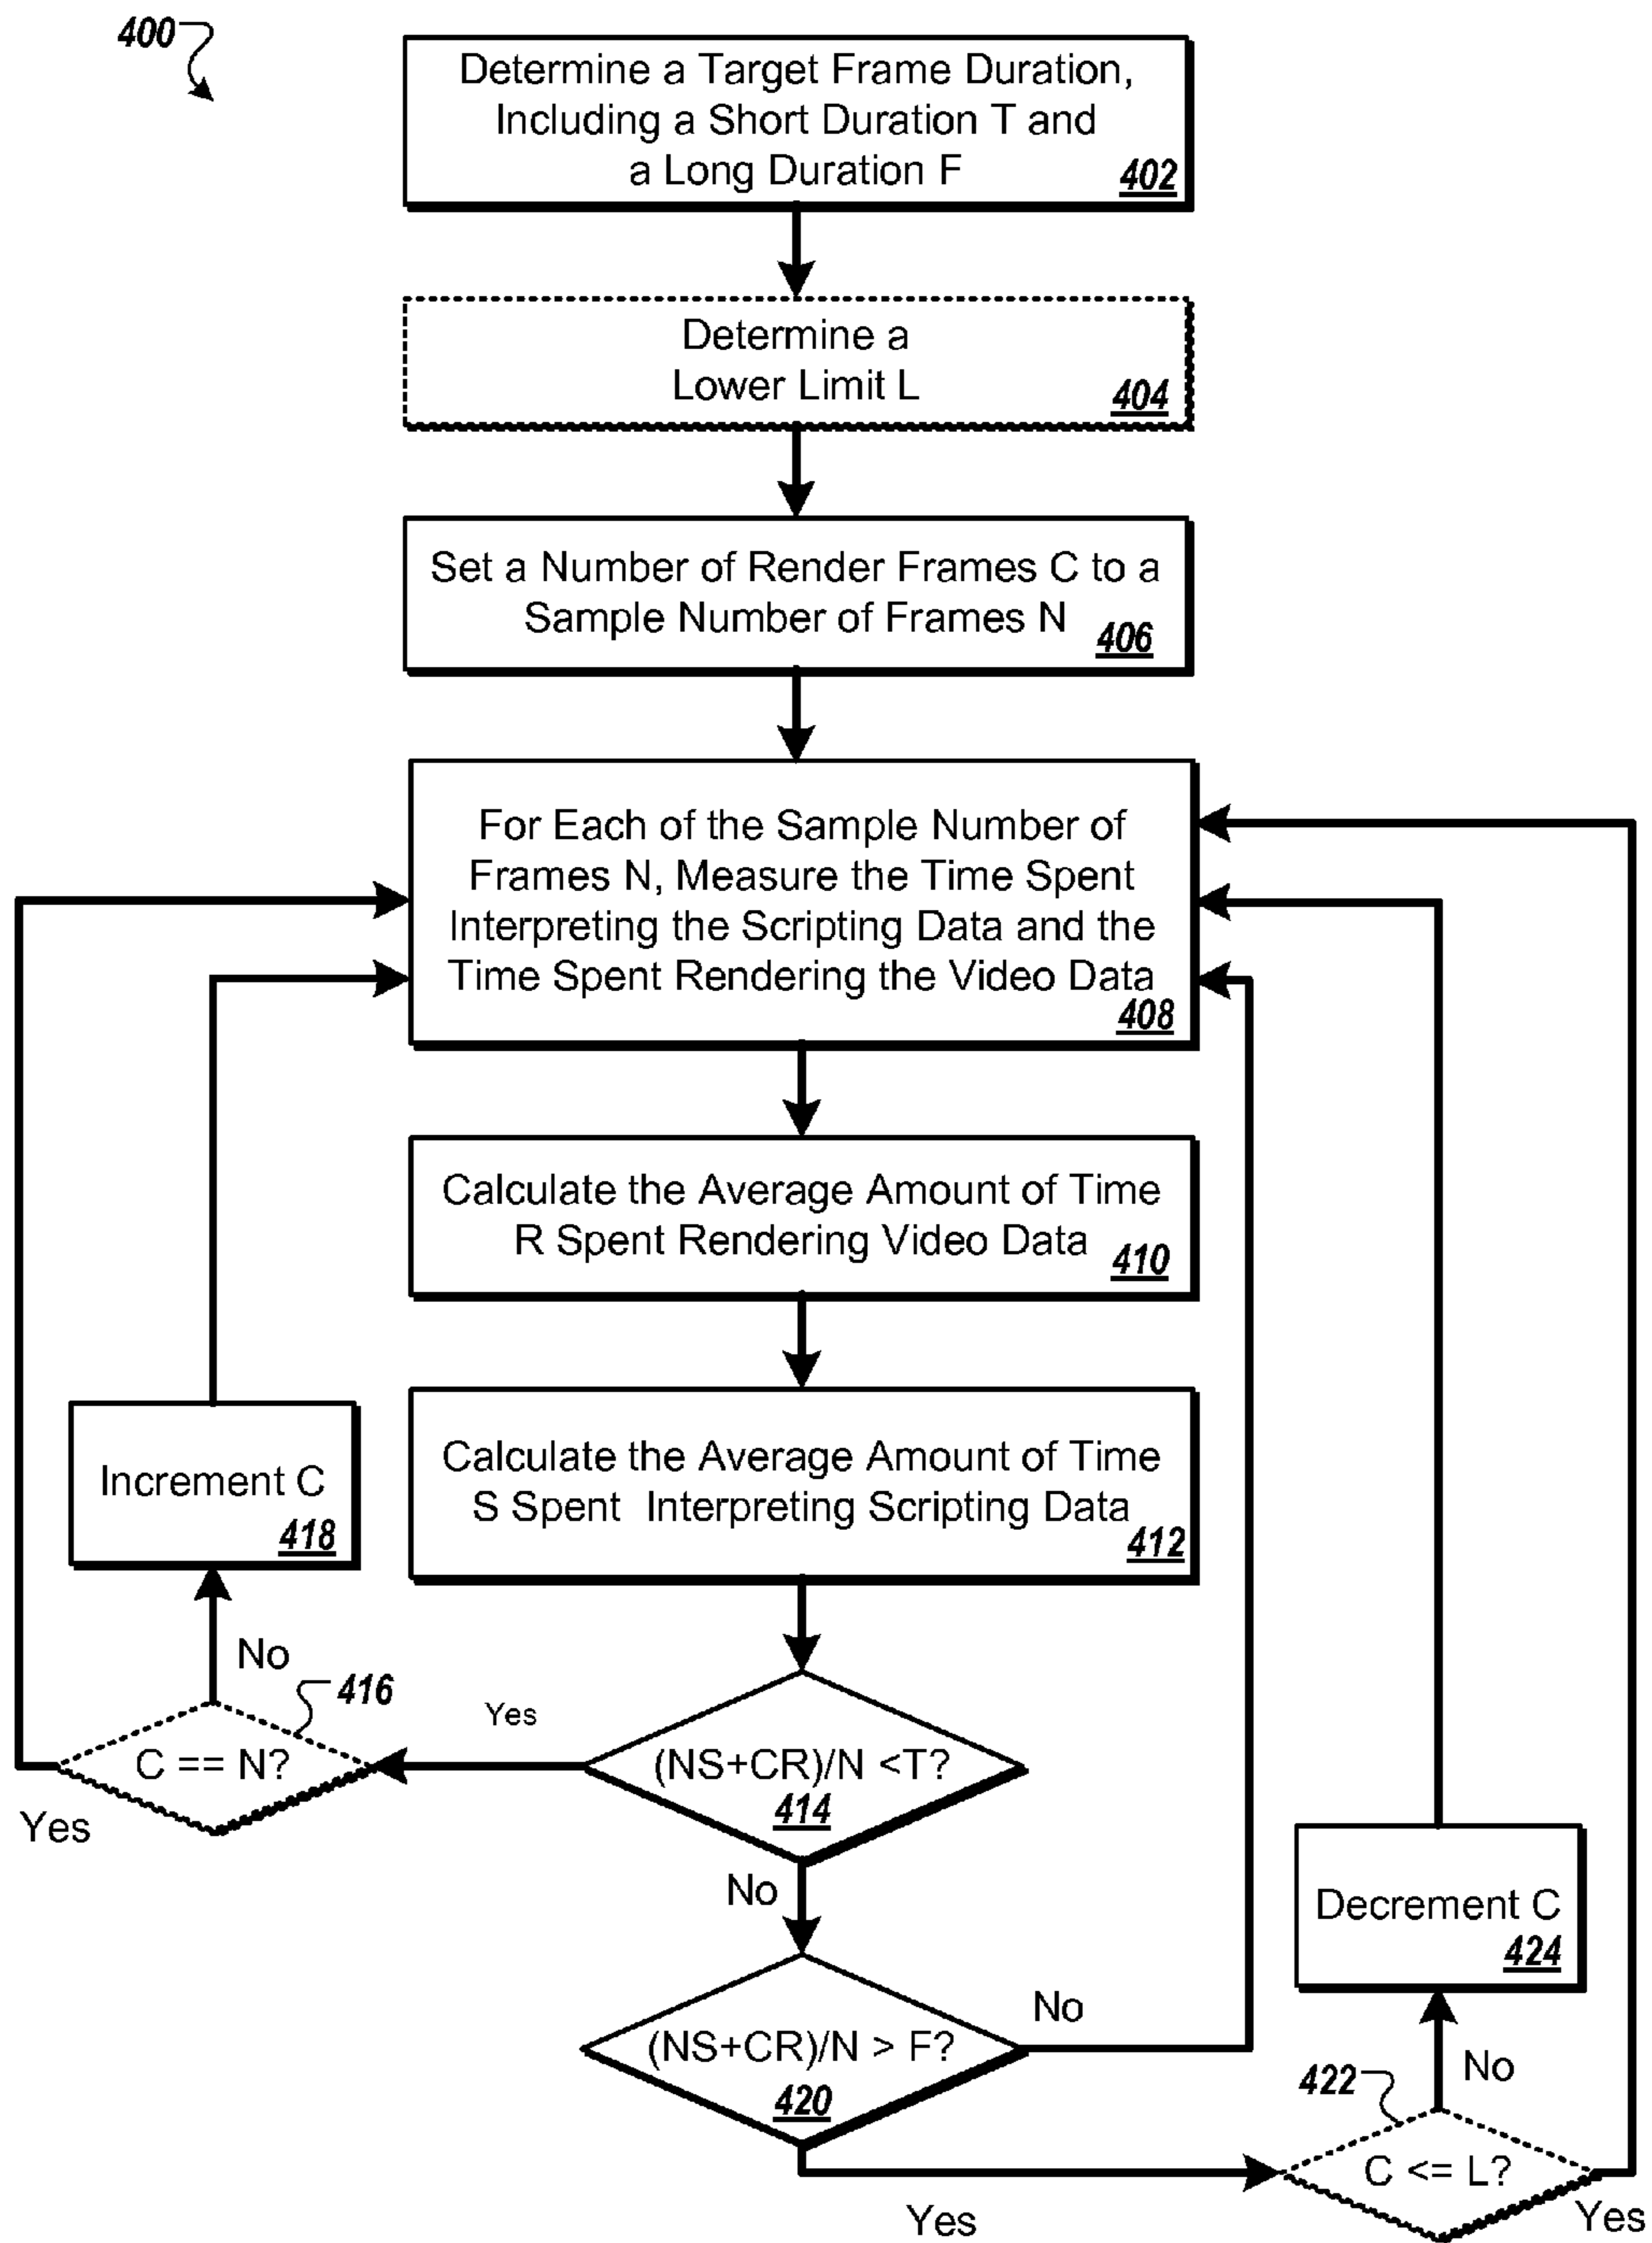 400
Determine a Target Frame Duration,
Including a Short Duration T and
a Long Duration F
402
Determine a
Lower Limit L
404
Set a Number of Render Frames C to a
Sample Number of Frames N
406
For Each of the Sample Number of
Frames N, Measure the Time Spent
Interpreting the Scripting Data and the
Time Spent Rendering the Video Data
408
Calculate the Average Amount of Time
R Spent Rendering Video Data
410
Calculate the Average Amount of Time
S Spent Interpreting Scripting Data
412
Increment C
418
No
416
C == N?
Yes
Yes
(NS+CR)/N <T?
414
No
(NS+CR)/N > F?
420
No
Yes
Decrement C
424
No
422
C <= L?
Yes